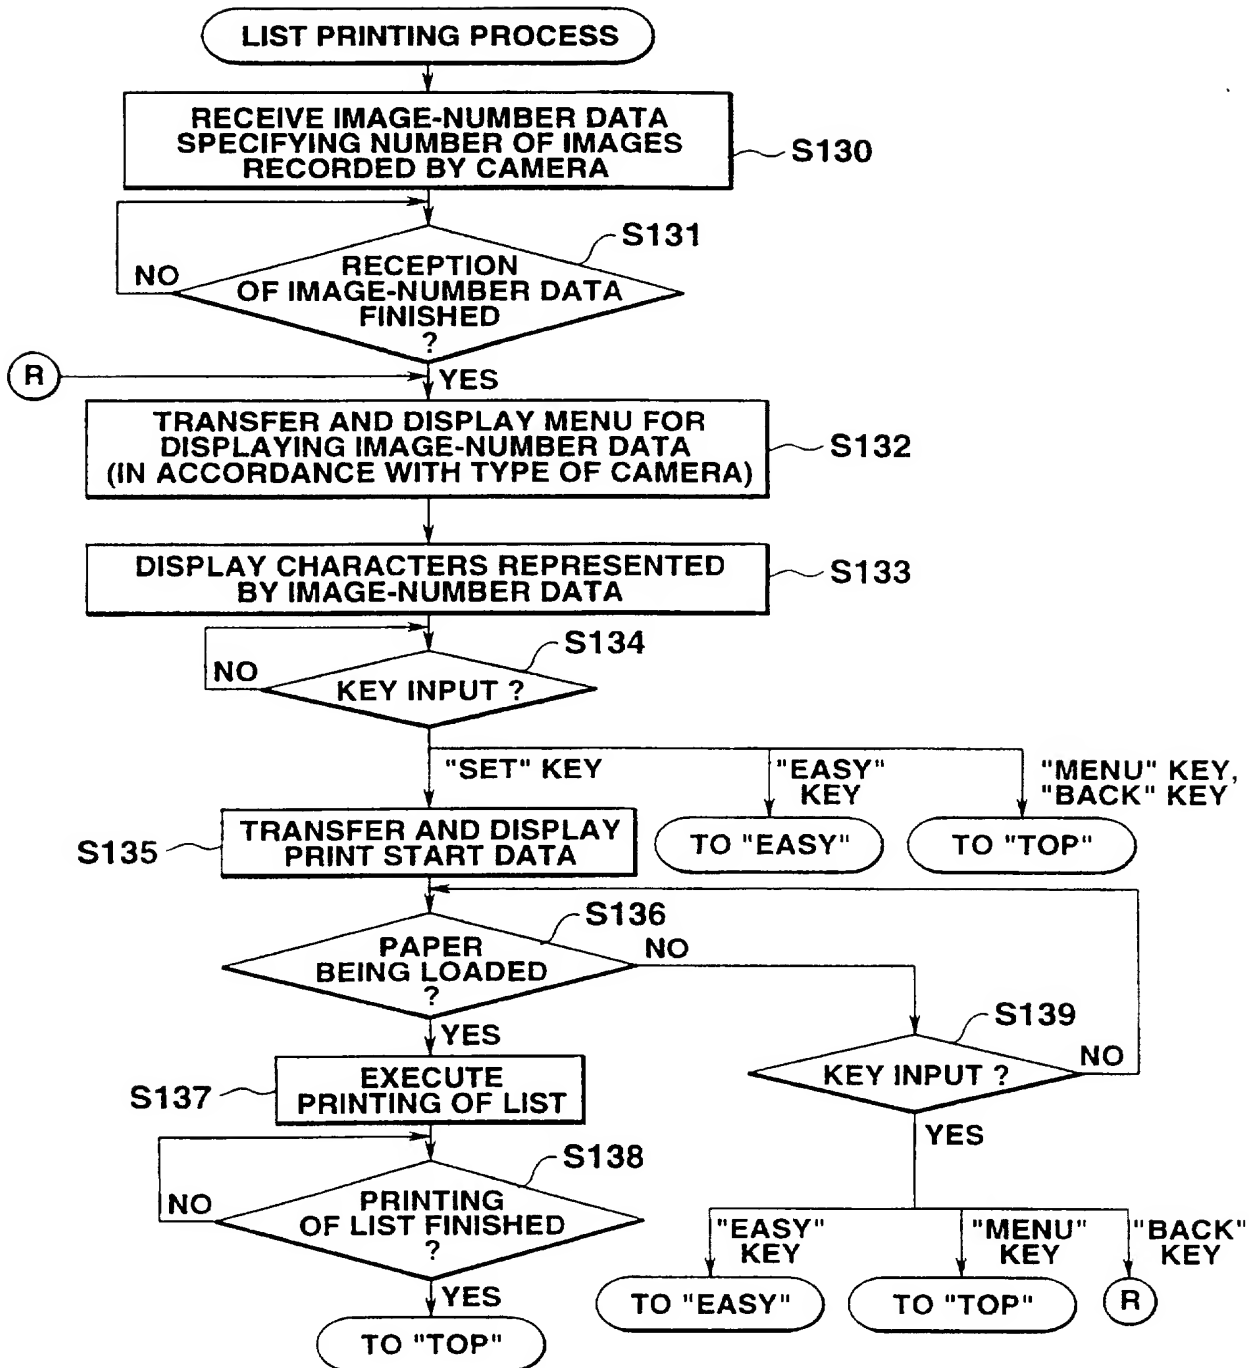 LIST PRINTING PROCESS
RECEIVE IMAGE-NUMBER DATA
SPECIFYING NUMBER OF IMAGES
RECORDED BY CAMERA
S130
S131
NO
RECEPTION
OF IMAGE-NUMBER DATA
FINISHED
?
R
YES
TRANSFER AND DISPLAY MENU FOR
DISPLAYING IMAGE-NUMBER DATA
(IN ACCORDANCE WITH TYPE OF CAMERA)
S132
DISPLAY CHARACTERS REPRESENTED
BY IMAGE-NUMBER DATA
S133
S134
NO
KEY INPUT ?
"SET" KEY
"EASY"
KEY
"MENU" KEY,
"BACK" KEY
TO "EASY"
TO "TOP"
S135
TRANSFER AND DISPLAY
PRINT START DATA
S136
PAPER
BEING LOADED
?
NO
YES
S139
KEY INPUT ?
NO
YES
S137
EXECUTE
PRINTING OF LIST
S138
NO
PRINTING
OF LIST FINISHED
?
YES
TO "TOP"
"EASY"
KEY
"MENU"
KEY
"BACK"
KEY
TO "EASY"
TO "TOP"
R